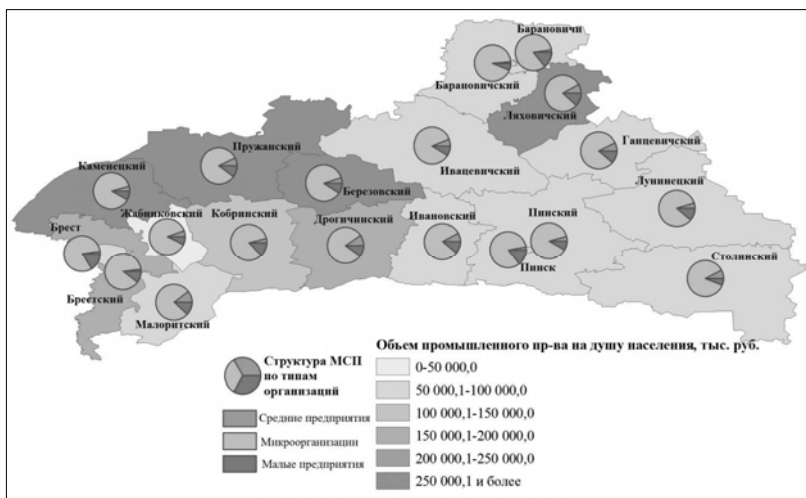 Барановичи
Барановичский
Ляховичский
Ганцевичский
Пружанский
Ивацевичский
Каменецкий
Березовский
Лунинецкий
Жабинковский
Кобринский
Дрогичинский
Ивановский
Пинский
Брест
Столинский
Пинск
Брестский
Малоритский
Объем промышленного пр-ва на душу населения, тыс. руб.
Структура МСП
по типам
организаций
0-50 000,0
50 000,1-100 000,0
100 000,1-150 000,0
150 000,1-200 000,0
200 000,1-250 000,0
250 000,1 и более
Средние предприятия
Микроорганизации
Малые предприятия